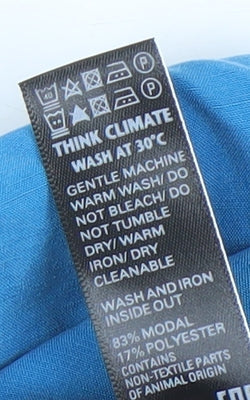 THINK CLIMATE
WASH AT 30°C
GENTLE MACHINE
WARM WASH/ DO
NOT BLEACH/ DO
NOT TUMBLE
DRY/ WARM
IRON/ DRY
CLEANABLE
WASH AND IRON
INSIDE OUT
83% MODAL
17% POLYESTER
CONTAINS
NON-TEXTILE PARTS
OF ANIMAL ORIGIN